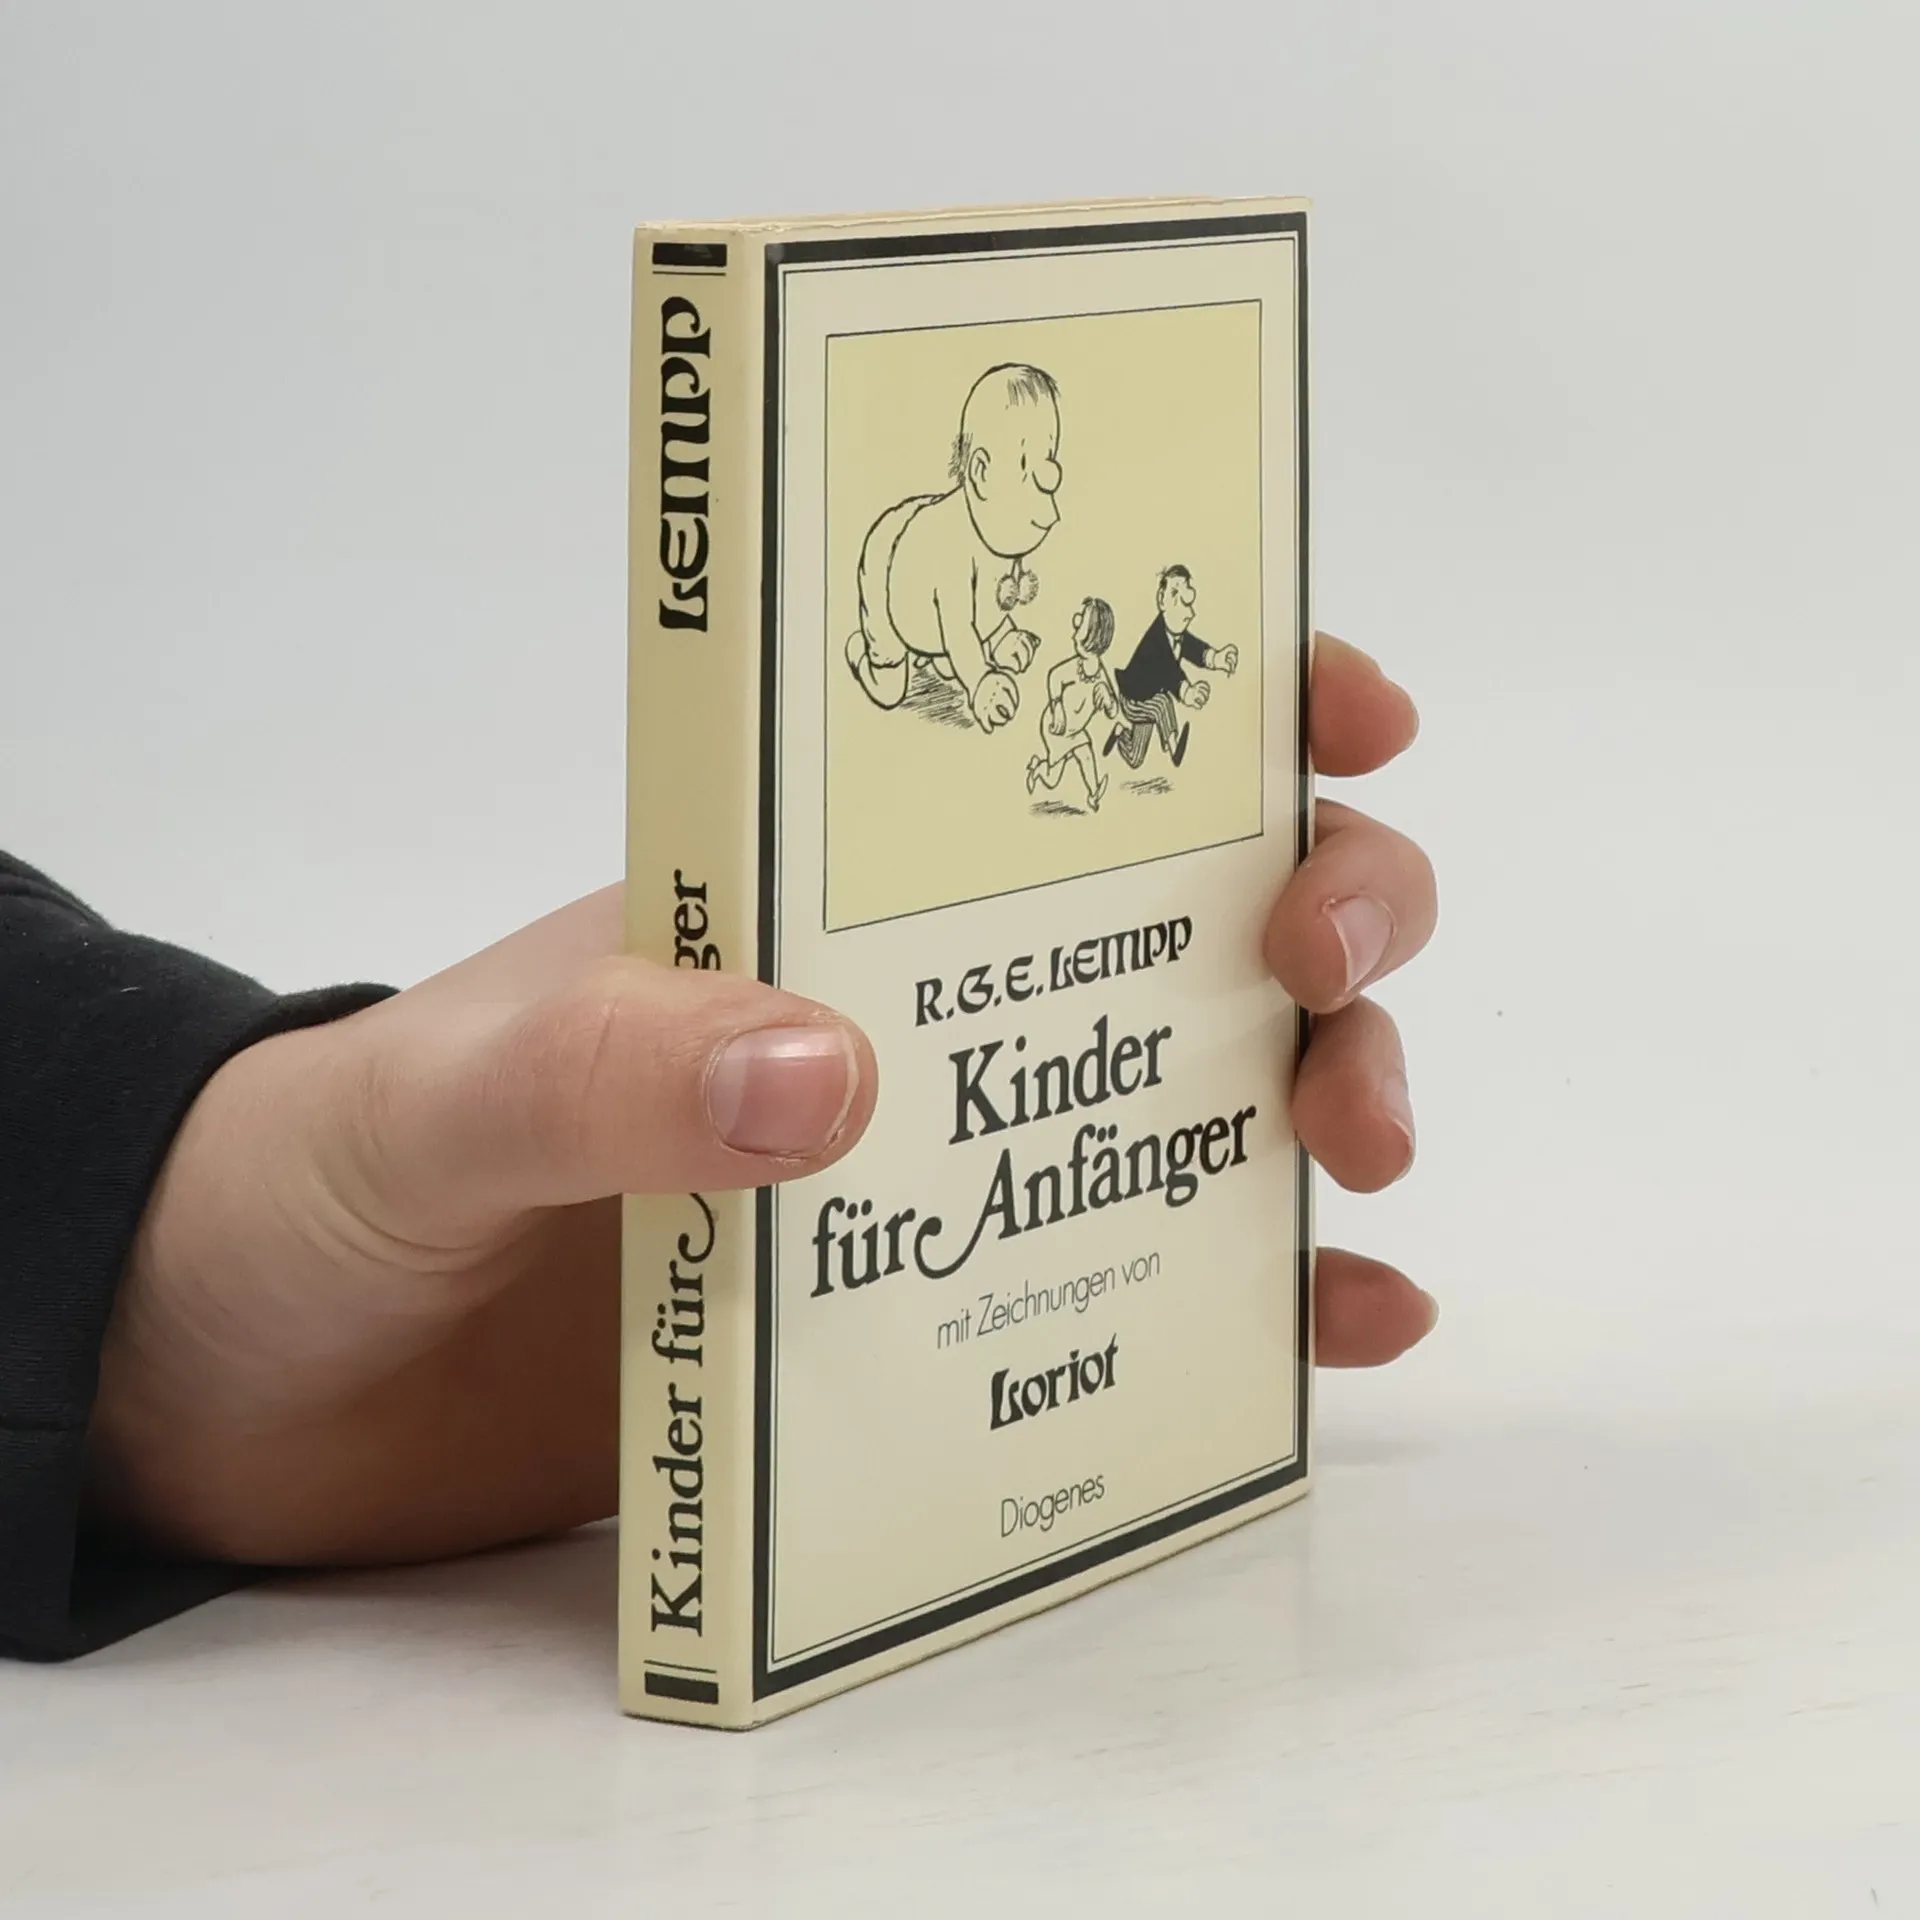 Lempp
Kinder für
R.G.E. Lempp
Kinder
für Anfänger
mit Zeichnungen von
Loriot
Diogenes